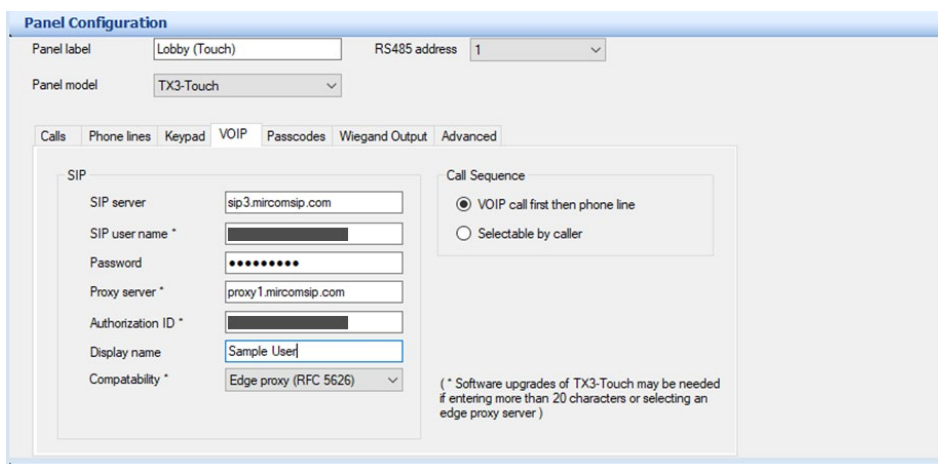 Panel Configuration
Panel label Lobby (Touch) RS485 address 1
Panel model TX3-Touch
Calls Phone lines Keypad VOIP Passcodes Wiegand Output Advanced
SIP
SIP server sip3.mircomsip.com
SIP user name *
Password •••••••••
Proxy server * proxy1.mircomsip.com
Authorization ID *
Display name Sample User
Compatability * Edge proxy (RFC 5626)
Call Sequence
VOIP call first then phone line
Selectable by caller
( * Software upgrades of TX3-Touch may be needed
if entering more than 20 characters or selecting an
edge proxy server )